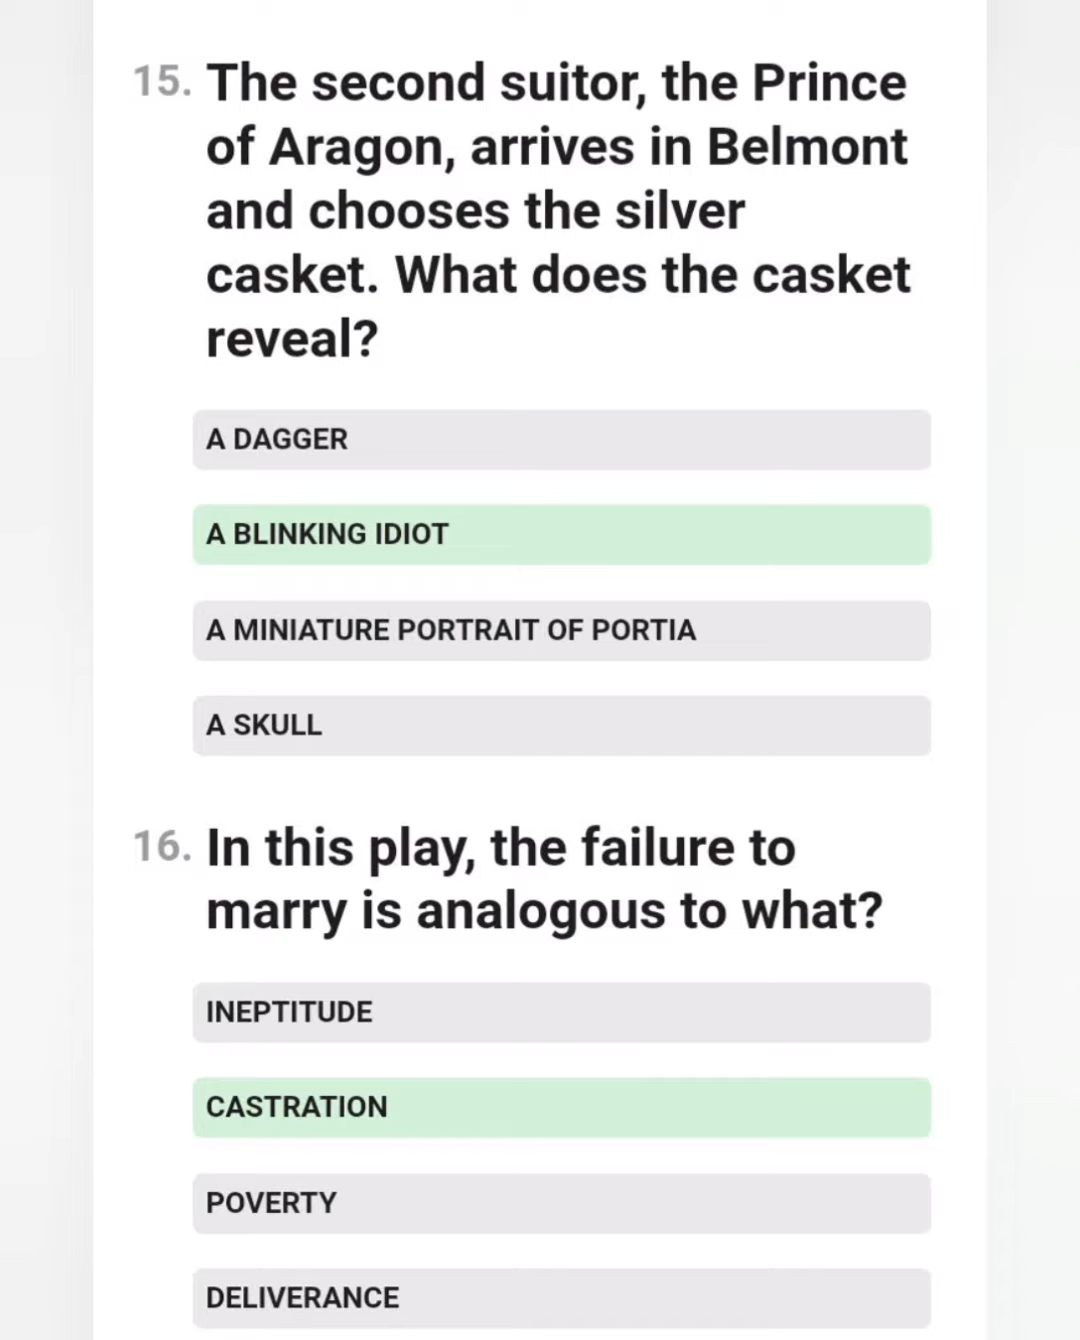 15. The second suitor, the Prince
of Aragon, arrives in Belmont
and chooses the silver
casket. What does the casket
reveal?
A DAGGER
A BLINKING IDIOT
A MINIATURE PORTRAIT OF PORTIA
A SKULL
16. In this play, the failure to
marry is analogous to what?
INEPTITUDE
CASTRATION
POVERTY
DELIVERANCE